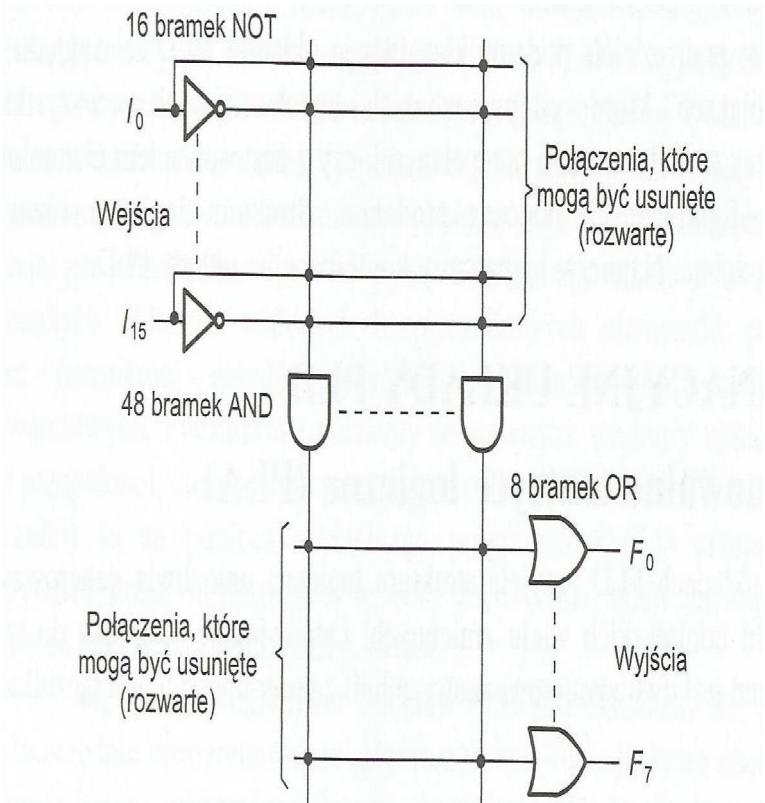 16 bramek NOT
I0
Wejścia
I15
Połączenia, które
mogą być usunięte
(rozwarte)
48 bramek AND
8 bramek OR
F0
Połączenia, które
mogą być usunięte
(rozwarte)
Wyjścia
F7